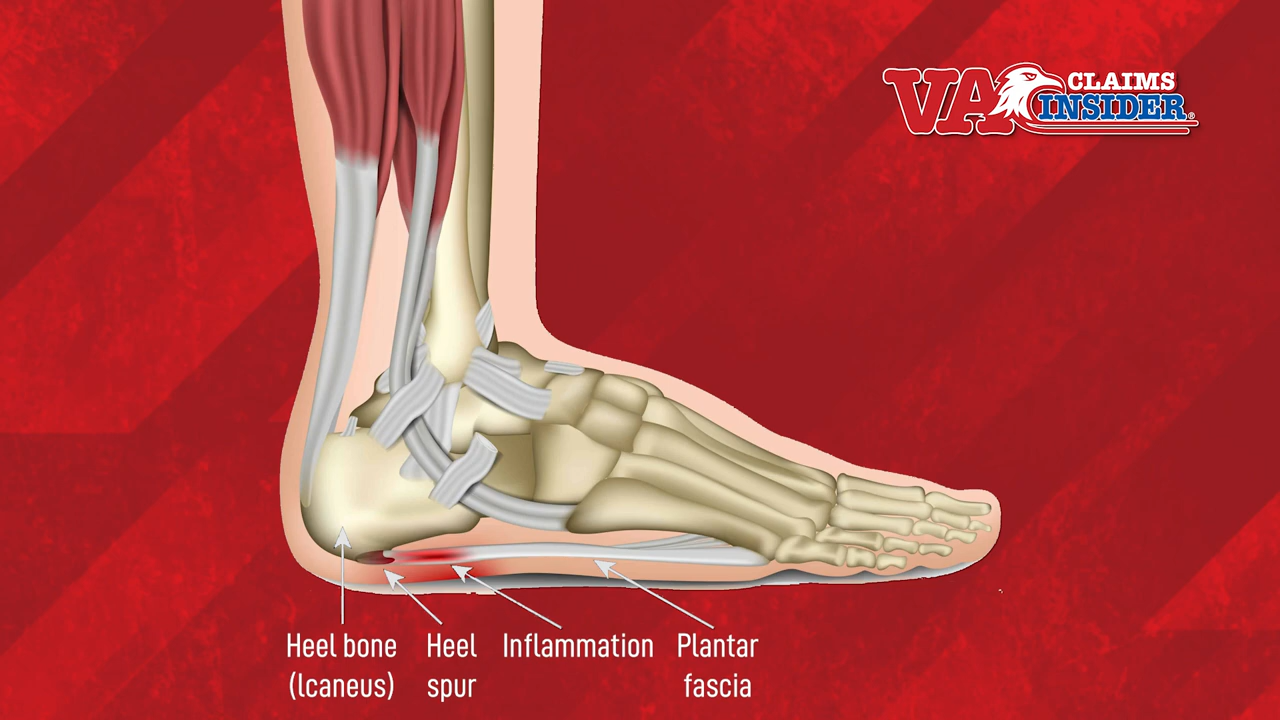 VA CLAIMS
INSIDER®
Heel bone
(lcaneus)
Heel
spur
Inflammation
Plantar
fascia